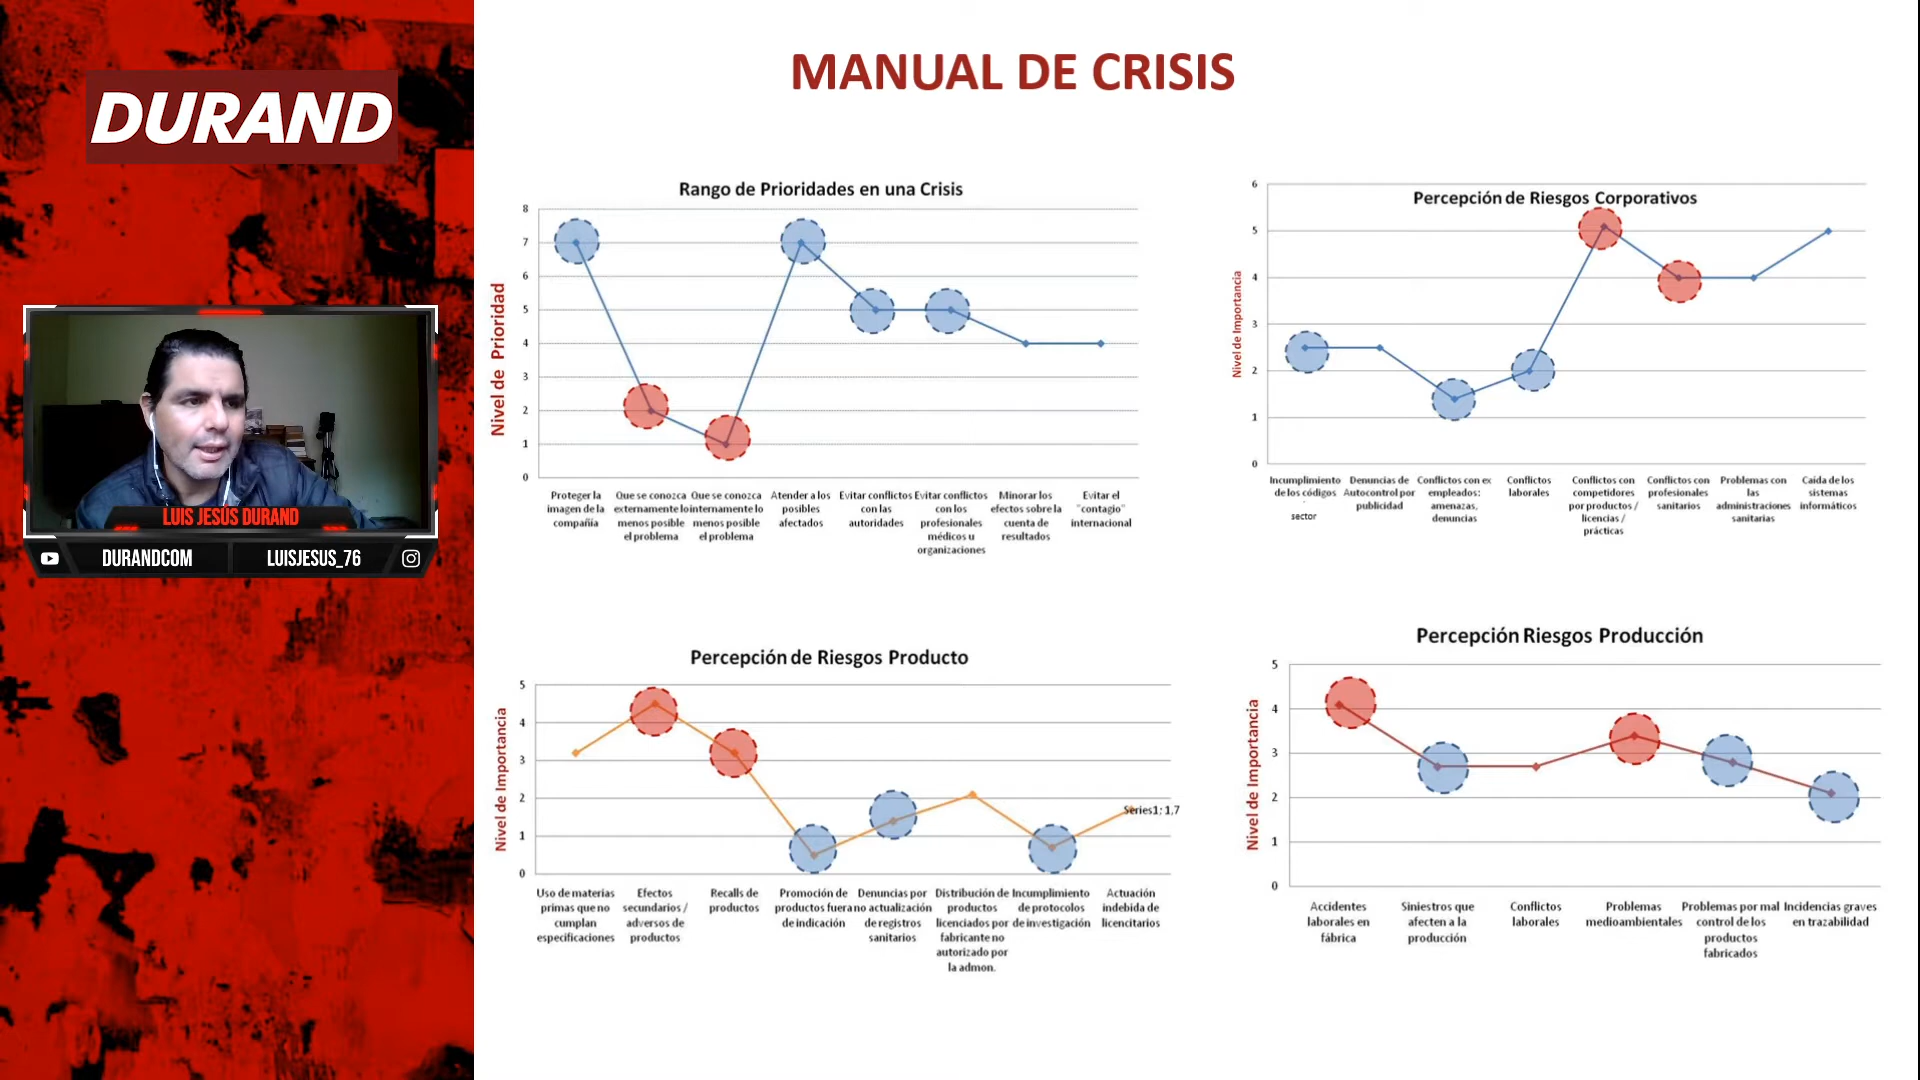 DURAND
LUIS JESÚS DURAND
DURANDCOM
LUISJESUS_76
MANUAL DE CRISIS
Rango de Prioridades en una Crisis
Nivel de Prioridad
8
7
6
5
4
3
2
1
0
Proteger la
imagen de la
compañía
Que se conozca
externamente lo
menos posible
el problema
Que se conozca
internamente lo
menos posible
el problema
Atender a los
posibles
afectados
Evitar conflictos
con las
autoridades
Evitar conflictos
con los
profesionales
médicos u
organizaciones
Minorar los
efectos sobre la
cuenta de
resultados
Evitar el
"contagio"
internacional
Percepción de Riesgos Corporativos
Nivel de Importancia
6
5
4
3
2
1
0
Incumplimiento
de los códigos
sector
Denuncias de
Autocontrol por
publicidad
Conflictos con ex
empleados:
amenazas,
denuncias
Conflictos
laborales
Conflictos con
competidores
por productos /
licencias /
prácticas
Conflictos con
profesionales
sanitarios
Problemas con
las
administraciones
sanitarias
Caída de los
sistemas
informáticos
Percepción de Riesgos Producto
Nivel de Importancia
5
4
3
2
1
0
Series1; 1,7
Uso de materias
primas que no
cumplan
especificaciones
Efectos
secundarios /
adversos de
productos
Recalls de
productos
Promoción de
productos fuera
de indicación
Denuncias por
no actualización
de registros
sanitarios
Distribución de
productos
licenciados por
fabricante no
autorizado por
la admon.
Incumplimiento
de protocolos
de investigación
Actuación
indebida de
licencitarios
Percepción Riesgos Producción
Nivel de Importancia
5
4
3
2
1
0
Accidentes
laborales en
fábrica
Siniestros que
afecten a la
producción
Conflictos
laborales
Problemas
medioambientales
Problemas por mal
control de los
productos
fabricados
Incidencias graves
en trazabilidad